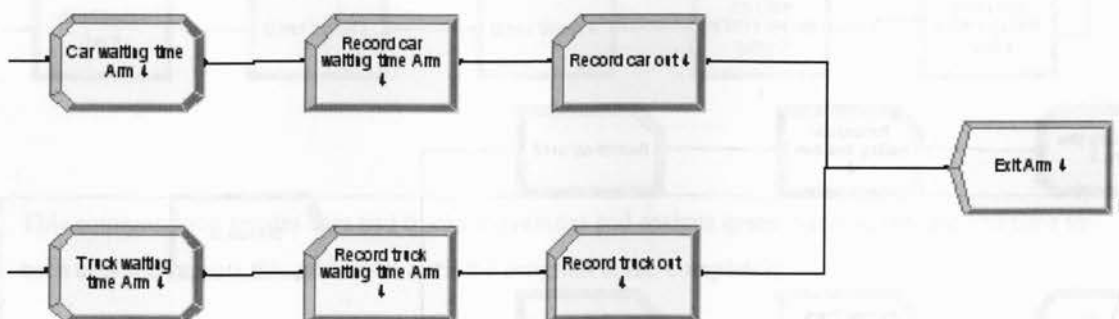 Car waiting time
Arm 4
Record car
waiting time Arm
4
Record car out 4
Exit Arm 4
Truck waiting
time Arm 4
Record truck
waiting time Arm
4
Record truck out
4